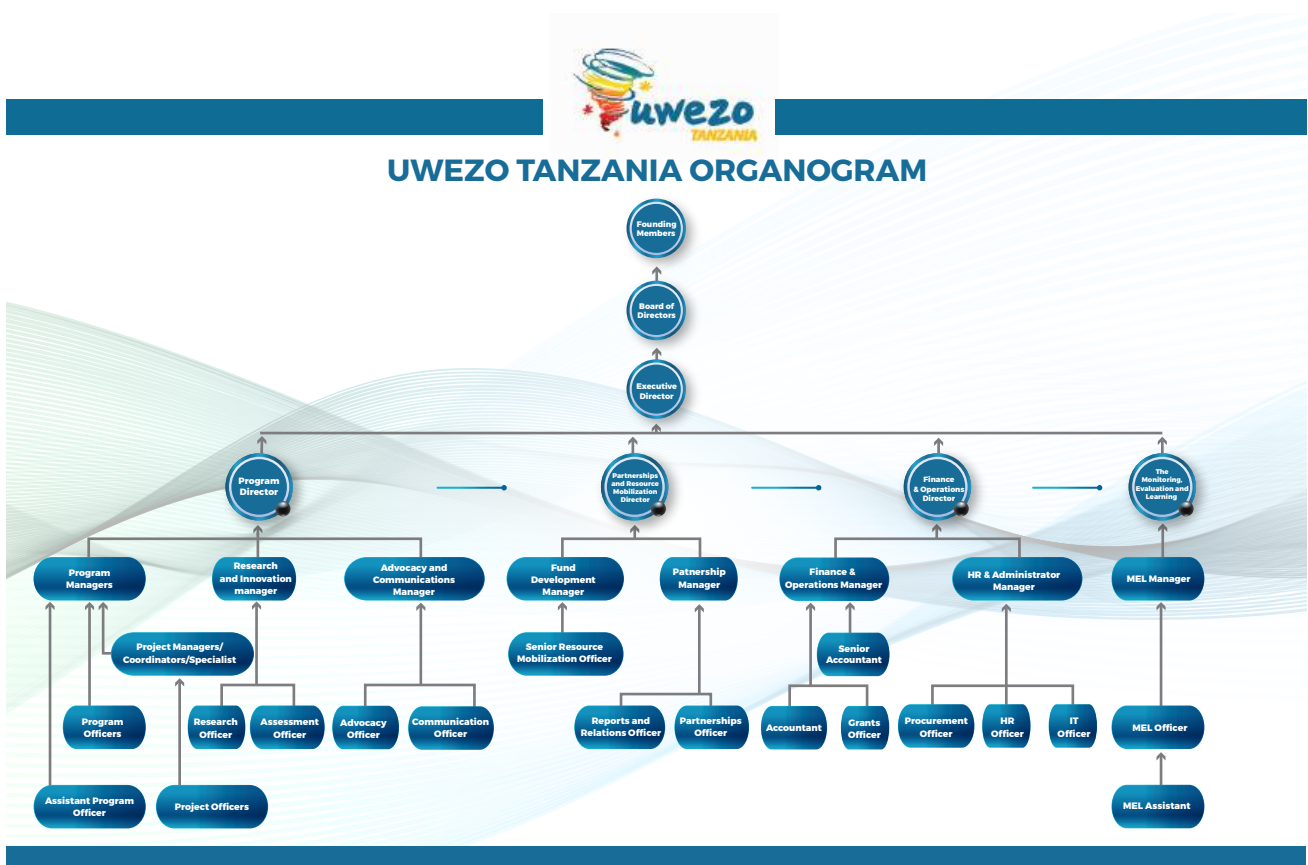 uwezo
TANZANIA
UWEZO TANZANIA ORGANOGRAM
Founding
Members
Board of
Directors
Executive
Director
Program
Director
Partnerships
and Resource
Mobilization
Director
Finance
& Operations
Director
The
Monitoring,
Evaluation and
Learning
Program
Managers
Research
and Innovation
manager
Advocacy and
Communications
Manager
Fund
Development
Manager
Patnership
Manager
Finance &
Operations Manager
HR & Administrator
Manager
MEL Manager
Project Managers/
Coordinators/Specialist
Senior Resource
Mobilization Officer
Senior
Accountant
Program
Officers
Research
Officer
Assessment
Officer
Advocacy
Officer
Communication
Officer
Reports and
Relations Officer
Partnerships
Officer
Accountant
Grants
Officer
Procurement
Officer
HR
Officer
IT
Officer
MEL Officer
Assistant Program
Officer
Project Officers
MEL Assistant